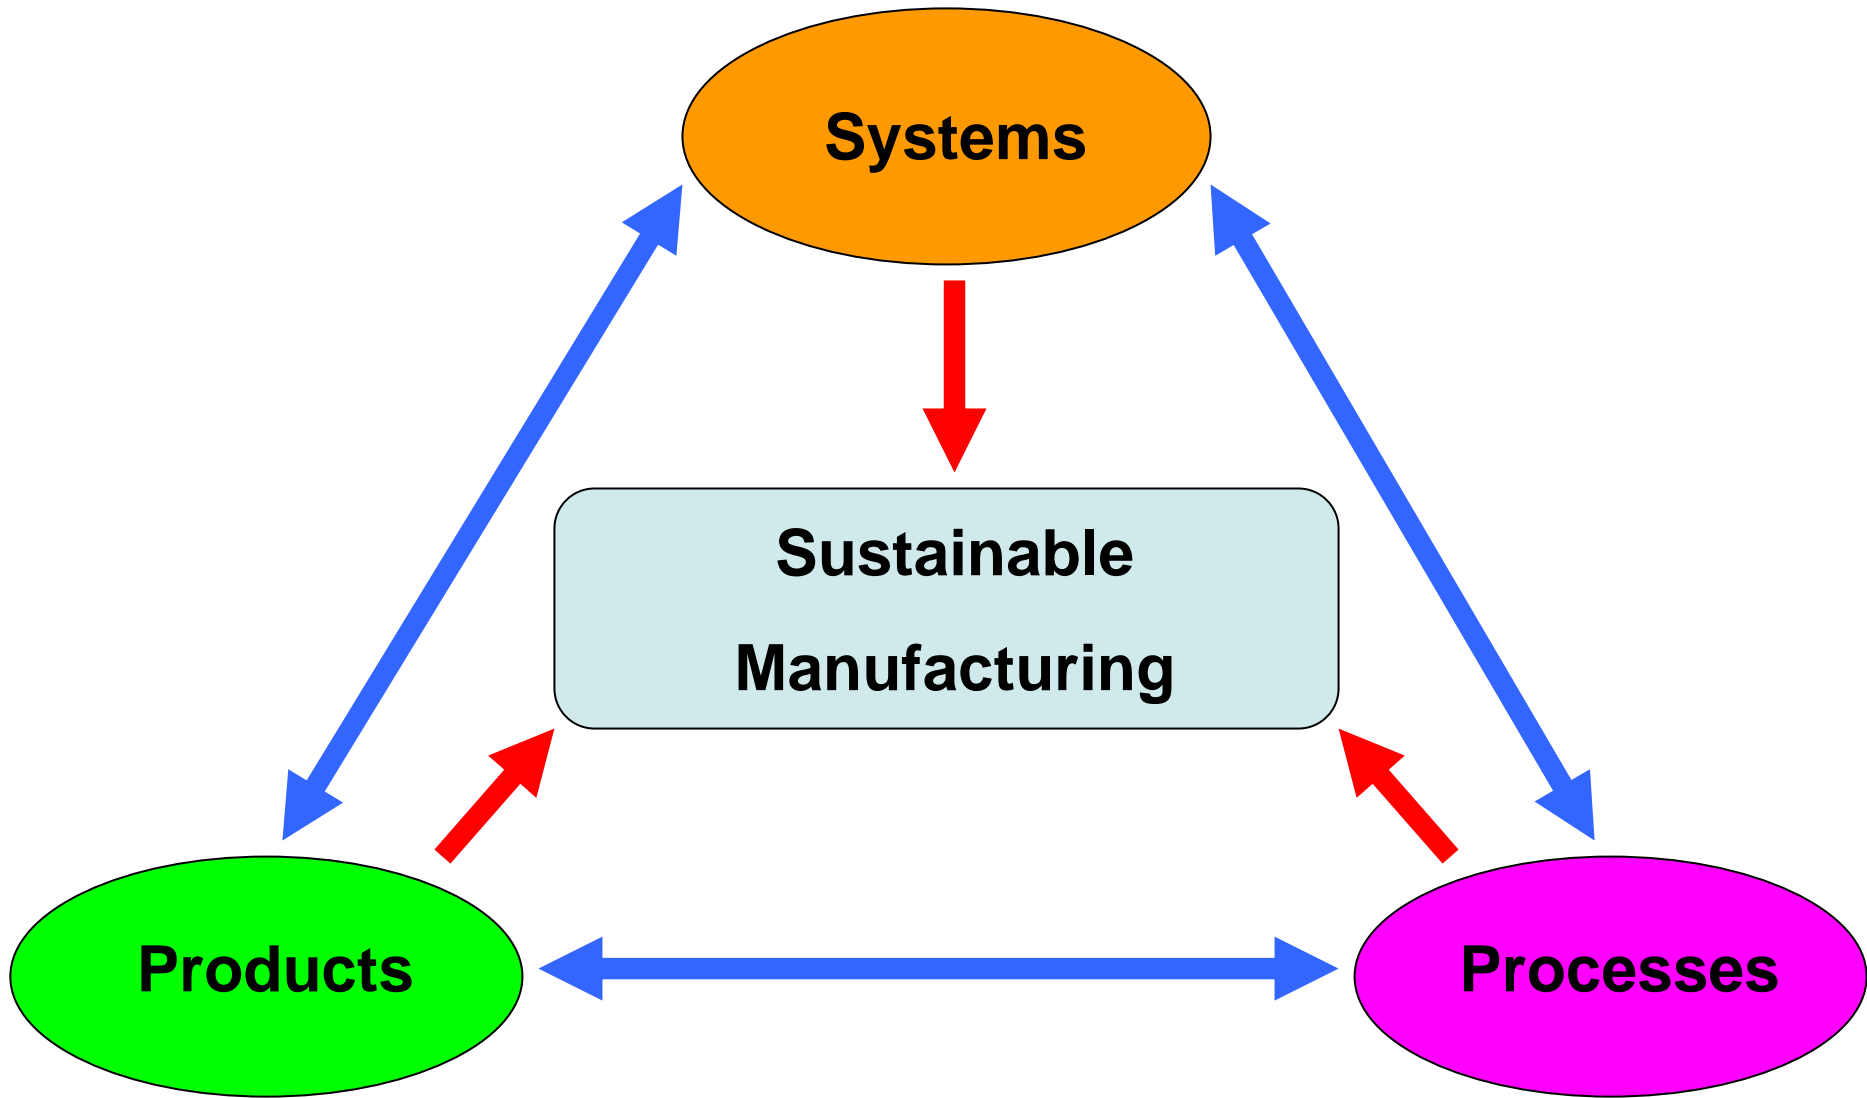 Systems
Sustainable
Manufacturing
Products
Processes